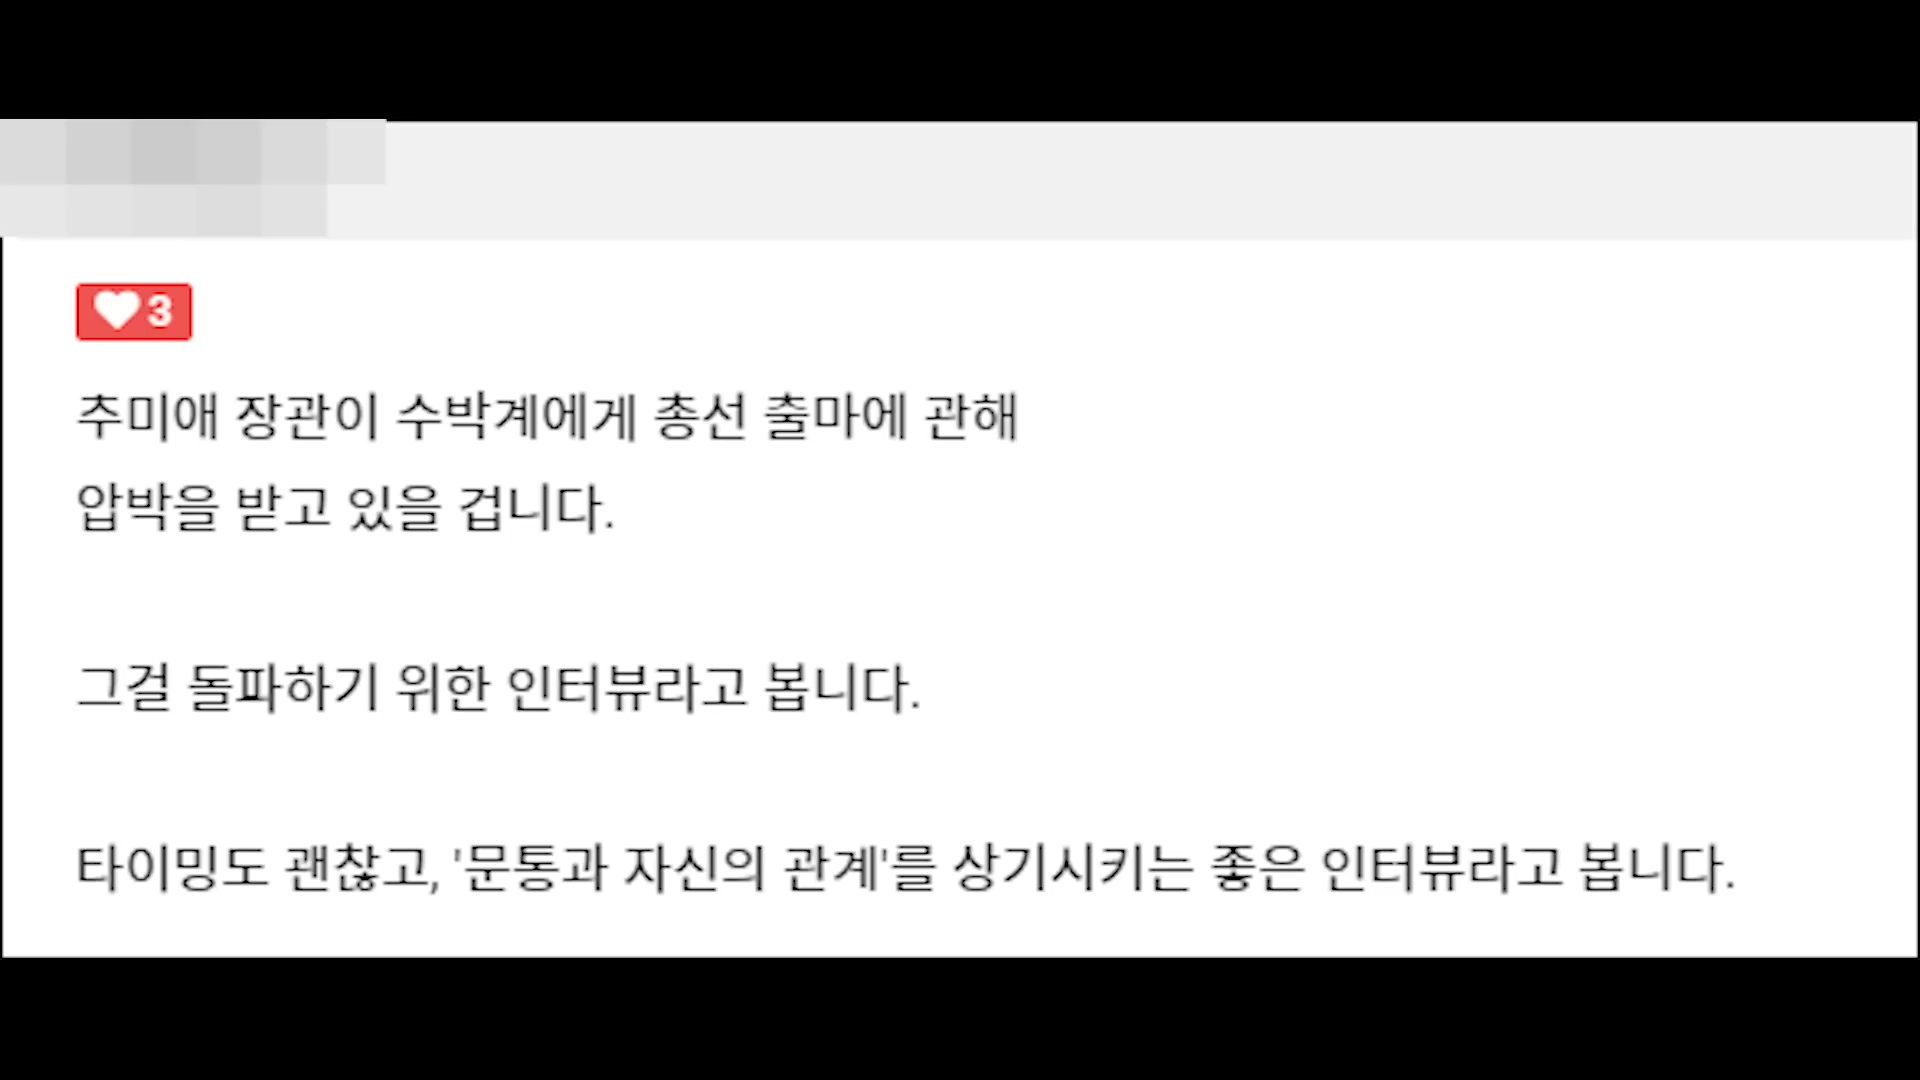 3
추미애 장관이 수박계에게 총선 출마에 관해
압박을 받고 있을 겁니다.
그걸 돌파하기 위한 인터뷰라고 봅니다.
타이밍도 괜찮고, '문통과 자신의 관계'를 상기시키는 좋은 인터뷰라고 봅니다.